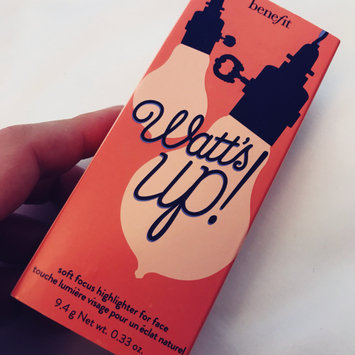 benefit
Watt's
up!
soft focus highlighter for face
touche lumière visage pour un éclat naturel
9.4 g Net wt. 0.33 oz.